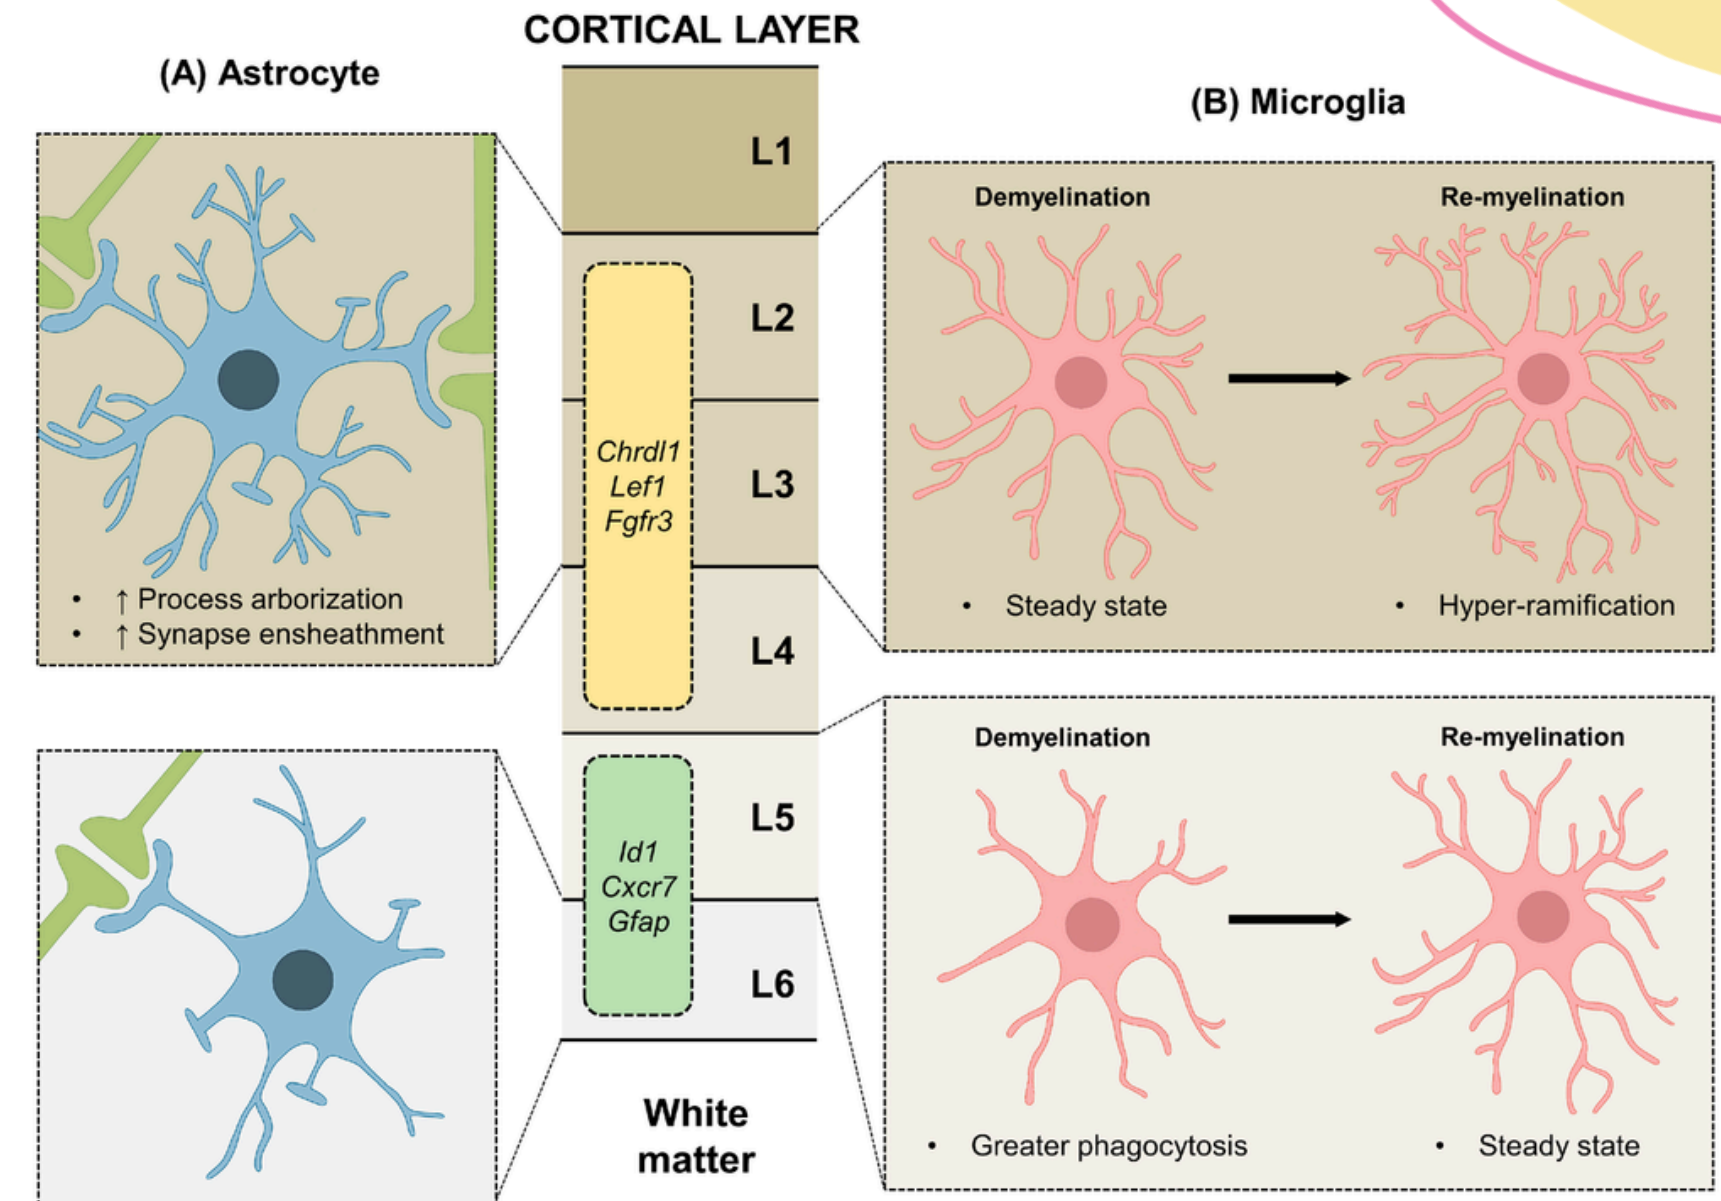 CORTICAL LAYER
(A) Astrocyte
• ↑ Process arborization
• ↑ Synapse ensheathment
L1
L2
L3
L4
L5
L6
Chrdl1
Lef1
Fgfr3
Id1
Cxcr7
Gfap
White
matter
(B) Microglia
Demyelination
Re-myelination
• Steady state
• Hyper-ramification
Demyelination
Re-myelination
• Greater phagocytosis
• Steady state